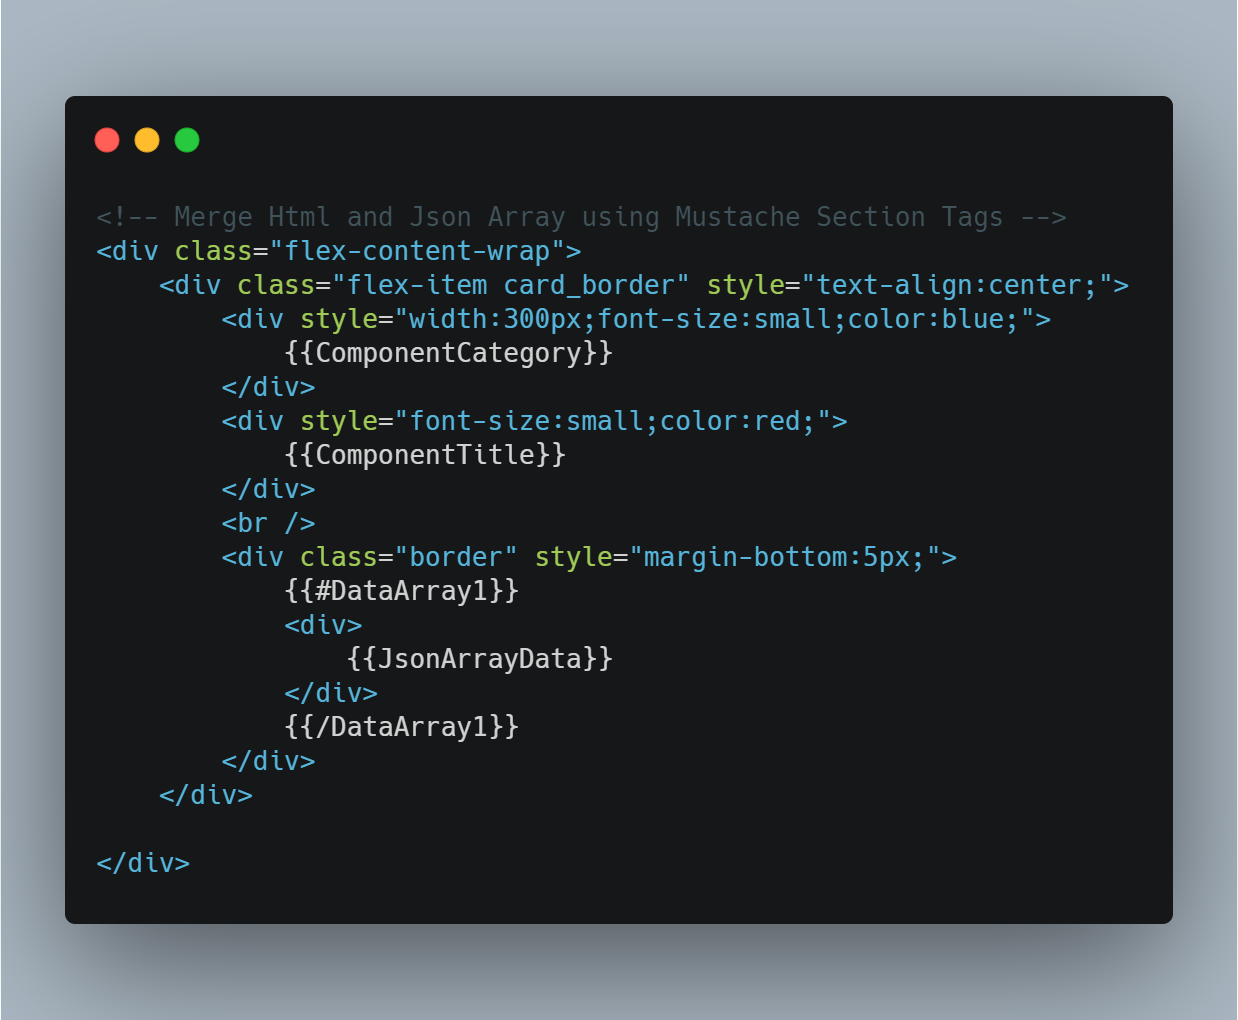 <!-- Merge Html and Json Array using Mustache Section Tags -->
<div class="flex-content-wrap">
    <div class="flex-item card_border" style="text-align:center;">
        <div style="width:300px;font-size:small;color:blue;">
            {{ComponentCategory}}
        </div>
        <div style="font-size:small;color:red;">
            {{ComponentTitle}}
        </div>
        <br />
        <div class="border" style="margin-bottom:5px;">
            {{#DataArray1}}
            <div>
                {{JsonArrayData}}
            </div>
            {{/DataArray1}}
        </div>
    </div>

</div>